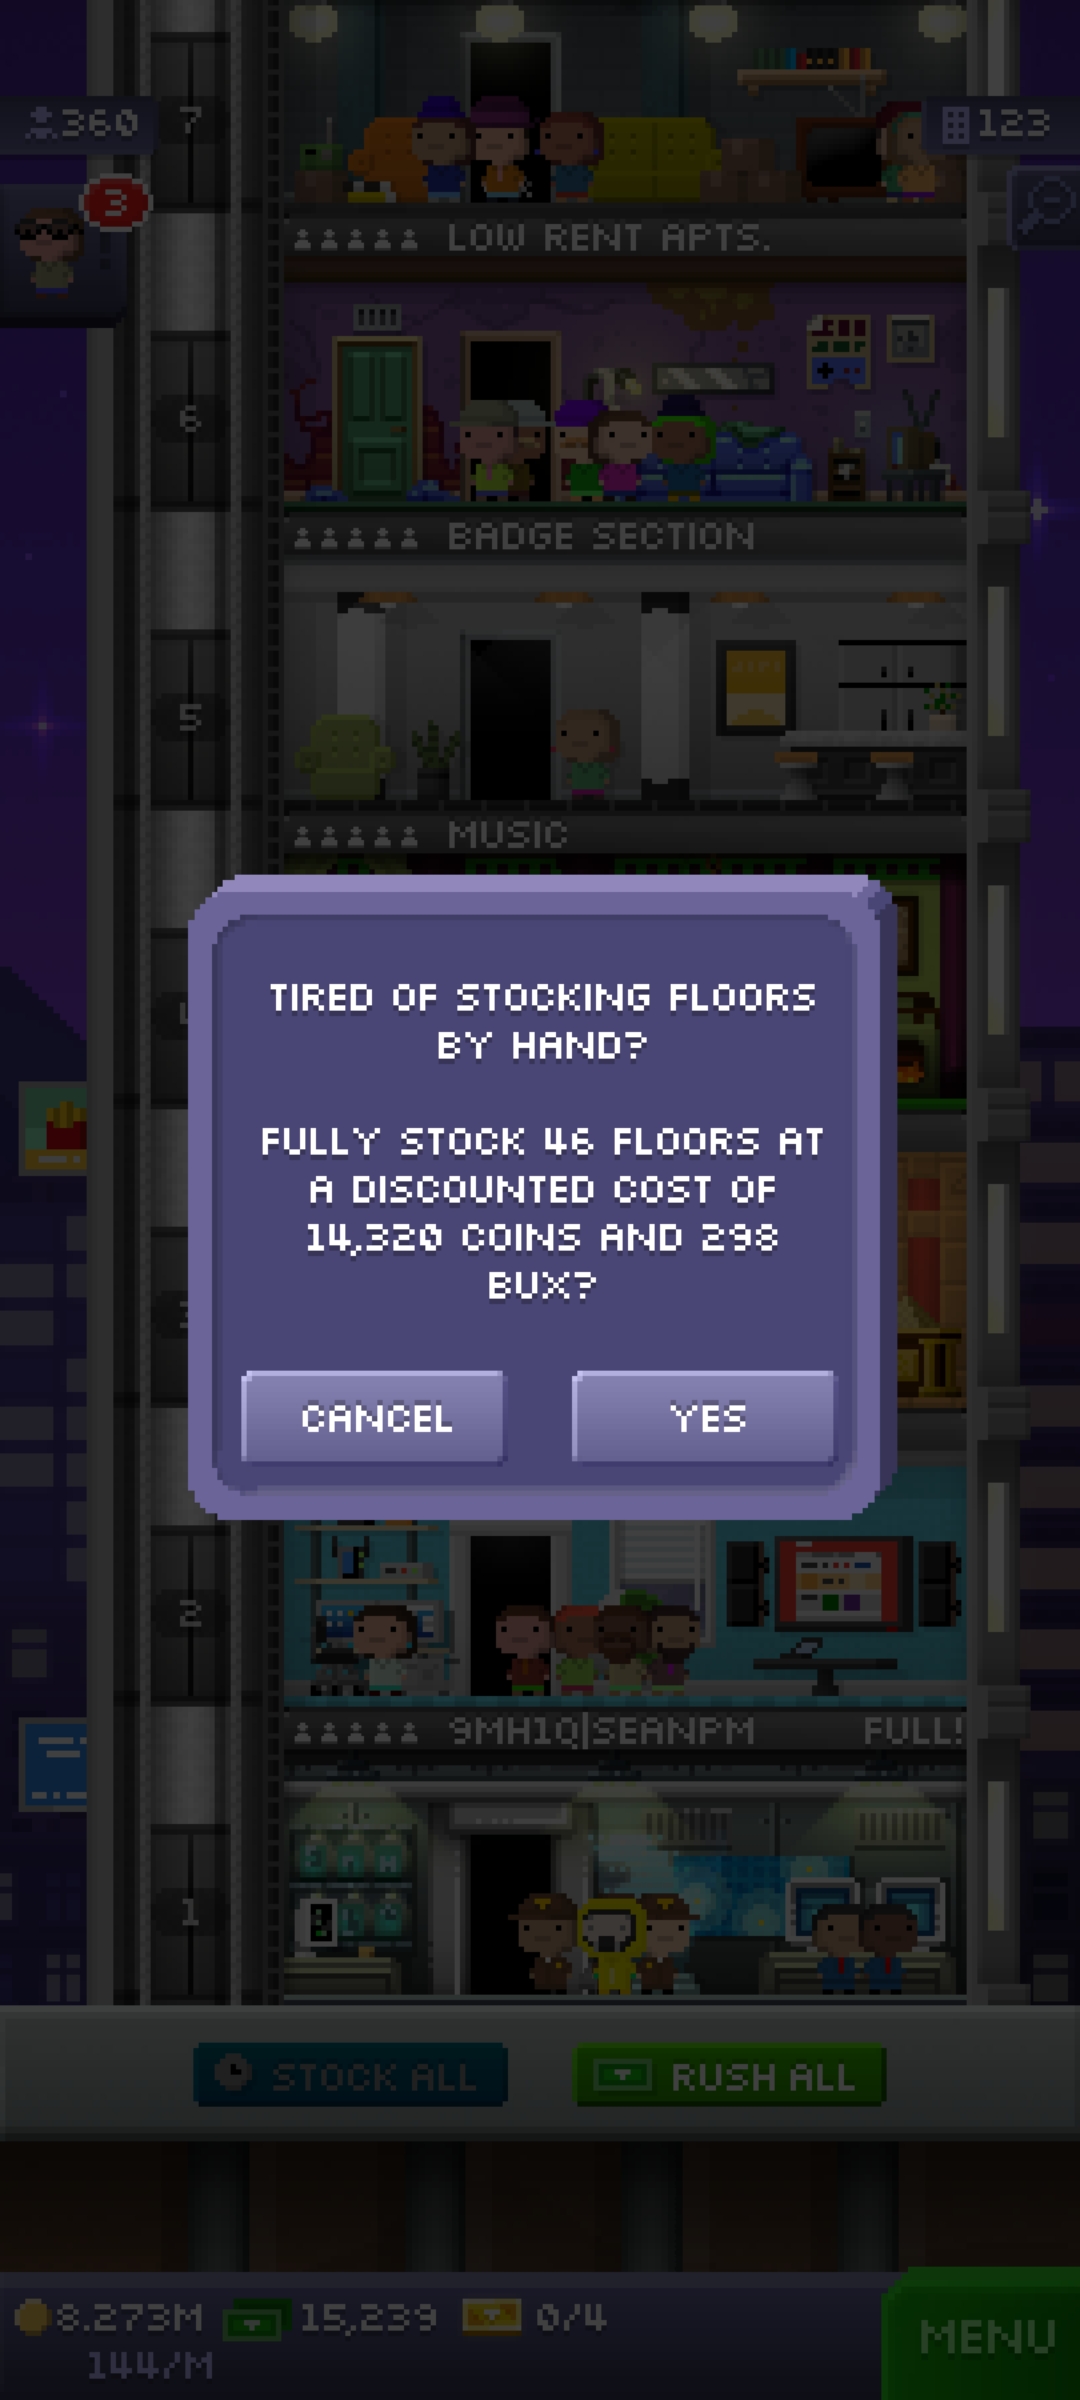 7
360
123
3
LOW RENT APTS.
6
BADGE SECTION
5
MUSIC
TIRED OF STOCKING FLOORS
BY HAND?
FULLY STOCK 46 FLOORS AT
A DISCOUNTED COST OF
14,320 COINS AND 298
BUX?
CANCEL
YES
2
9MH1Q|SEANPM
FULL!
1
STOCK ALL
RUSH ALL
8.273M
15,239
0/4
144/M
MENU